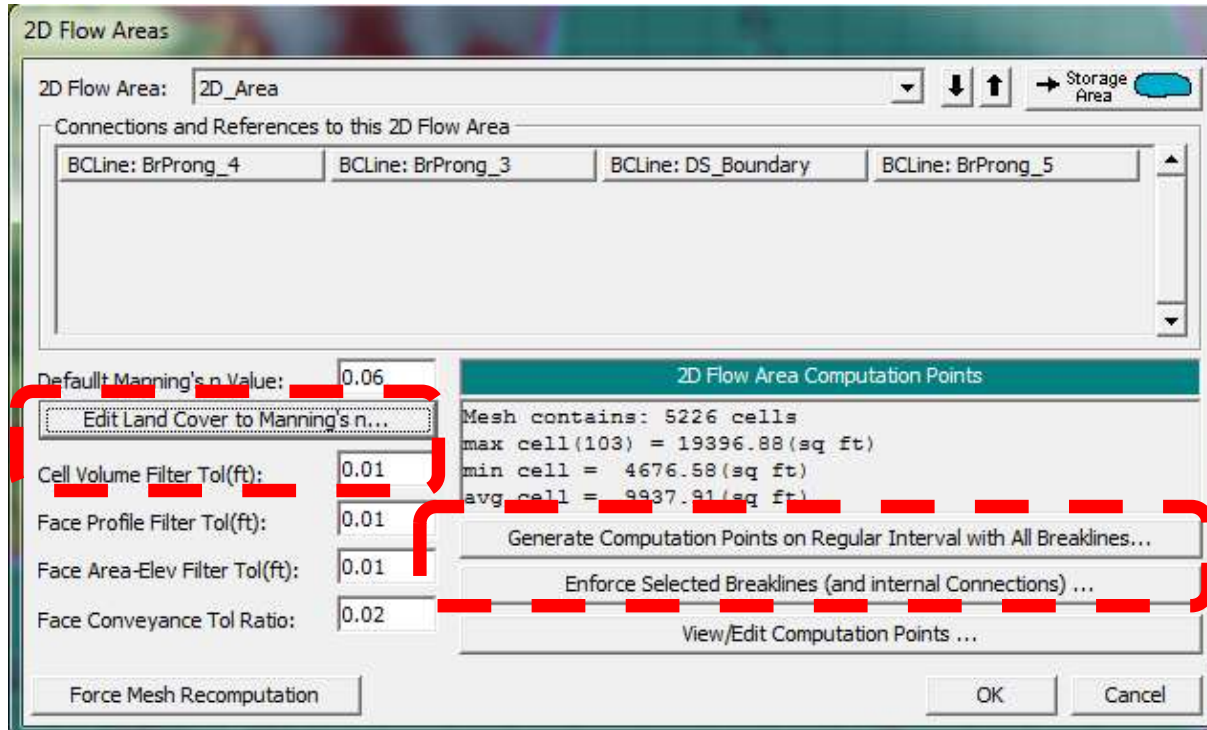 2D Flow Areas
2D Flow Area: 2D_Area
Storage
Area
Connections and References to this 2D Flow Area
BCLine: BrProng_4 BCLine: BrProng_3 BCLine: DS_Boundary BCLine: BrProng_5
Defaullt Manning's n Value: 0.06
Edit Land Cover to Manning's n...
Cell Volume Filter Tol(ft): 0.01
Face Profile Filter Tol(ft): 0.01
Face Area-Elev Filter Tol(ft): 0.01
Face Conveyance Tol Ratio: 0.02
2D Flow Area Computation Points
Mesh contains: 5226 cells
max cell(103) = 19396.88(sq ft)
min cell = 4676.58(sq ft)
avg cell = 9937.91(sq ft)
Generate Computation Points on Regular Interval with All Breaklines...
Enforce Selected Breaklines (and internal Connections) ...
View/Edit Computation Points ...
Force Mesh Recomputation
OK Cancel